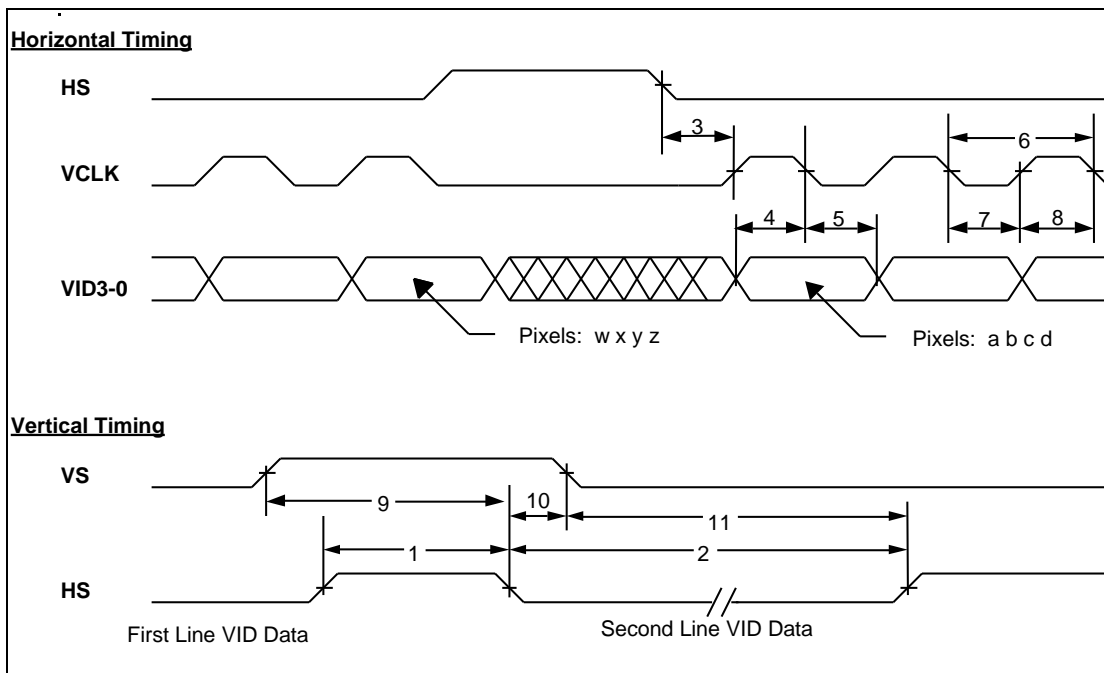 Horizontal Timing
HS
3
6
VCLK
4
5
7
8
VID3-0
Pixels: w x y z
Pixels: a b c d
Vertical Timing
VS
9
10
11
1
2
HS
First Line VID Data
Second Line VID Data